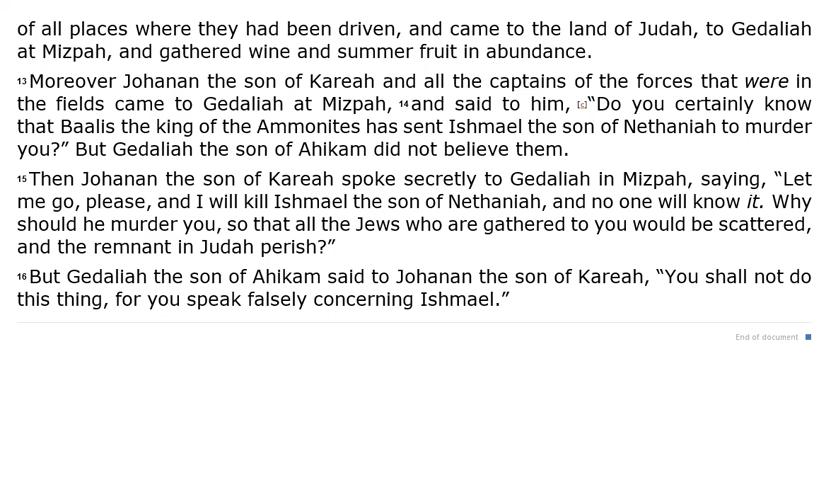 of all places where they had been driven, and came to the land of Judah, to Gedaliah
at Mizpah, and gathered wine and summer fruit in abundance.
13 Moreover Johanan the son of Kareah and all the captains of the forces that were in
the fields came to Gedaliah at Mizpah, 14 and said to him, [c]“Do you certainly know
that Baalis the king of the Ammonites has sent Ishmael the son of Nethaniah to murder
you?” But Gedaliah the son of Ahikam did not believe them.
15 Then Johanan the son of Kareah spoke secretly to Gedaliah in Mizpah, saying, “Let
me go, please, and I will kill Ishmael the son of Nethaniah, and no one will know it. Why
should he murder you, so that all the Jews who are gathered to you would be scattered,
and the remnant in Judah perish?”
16 But Gedaliah the son of Ahikam said to Johanan the son of Kareah, “You shall not do
this thing, for you speak falsely concerning Ishmael.”
End of document